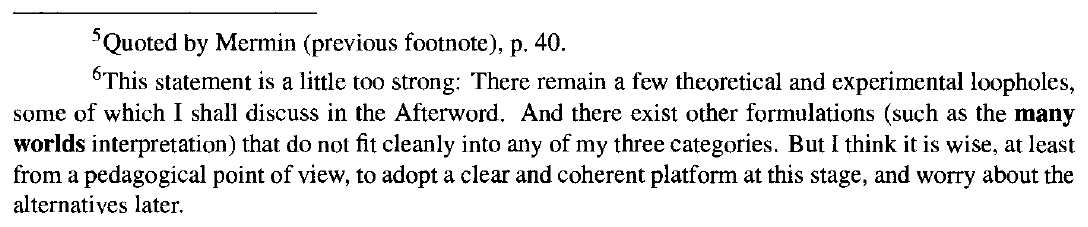 ⁵Quoted by Mermin (previous footnote), p. 40.
⁶This statement is a little too strong: There remain a few theoretical and experimental loopholes,
some of which I shall discuss in the Afterword. And there exist other formulations (such as the many
worlds interpretation) that do not fit cleanly into any of my three categories. But I think it is wise, at least
from a pedagogical point of view, to adopt a clear and coherent platform at this stage, and worry about the
alternatives later.